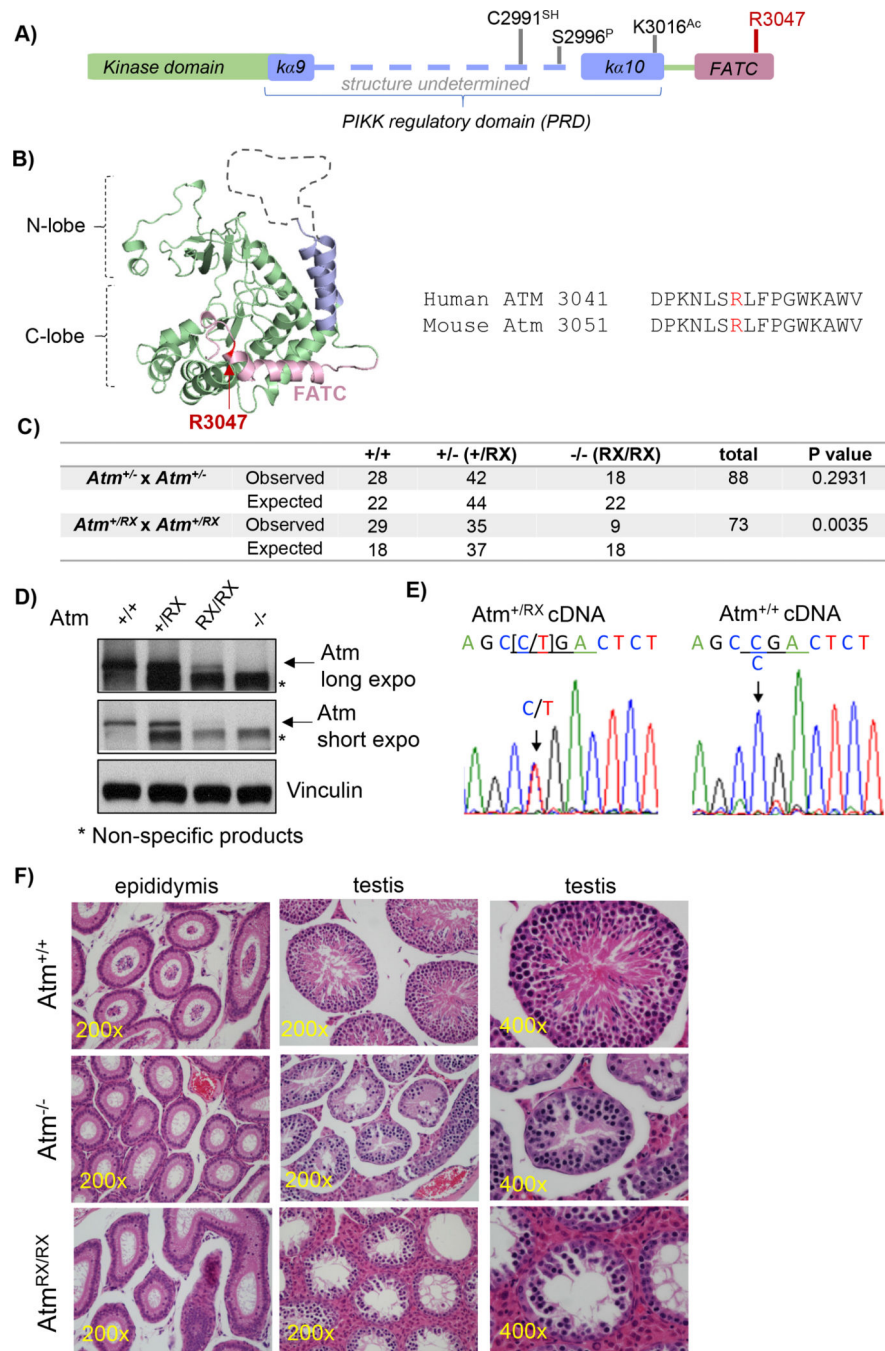 A)
C2991SH
S2996P
K3016Ac
R3047
Kinase domain
kα9
kα10
FATC
structure undetermined
PIKK regulatory domain (PRD)
B)
N-lobe
C-lobe
FATC
R3047
Human ATM 3041 DPKNLSRLFPGWKAWV
Mouse Atm 3051 DPKNLSRLFPGWKAWV
C)
+/+ +/- (+/RX) -/- (RX/RX) total P value
Atm+/- x Atm+/- Observed 28 42 18 88 0.2931
Expected 22 44 22
Atm+/RX x Atm+/RX Observed 29 35 9 73 0.0035
Expected 18 37 18
D)
Atm +/+ +/RX RX/RX -/-
Atm
long expo
*
Atm
short expo
*
Vinculin
* Non-specific products
E)
Atm+/RX cDNA
AGC[C/T]GACTCT
C/T
Atm+/+ cDNA
AGCCGACTCT
C
F)
epididymis testis testis
Atm+/+
200x 200x 400x
Atm-/-
200x 200x 400x
AtmRX/RX
200x 200x 400x